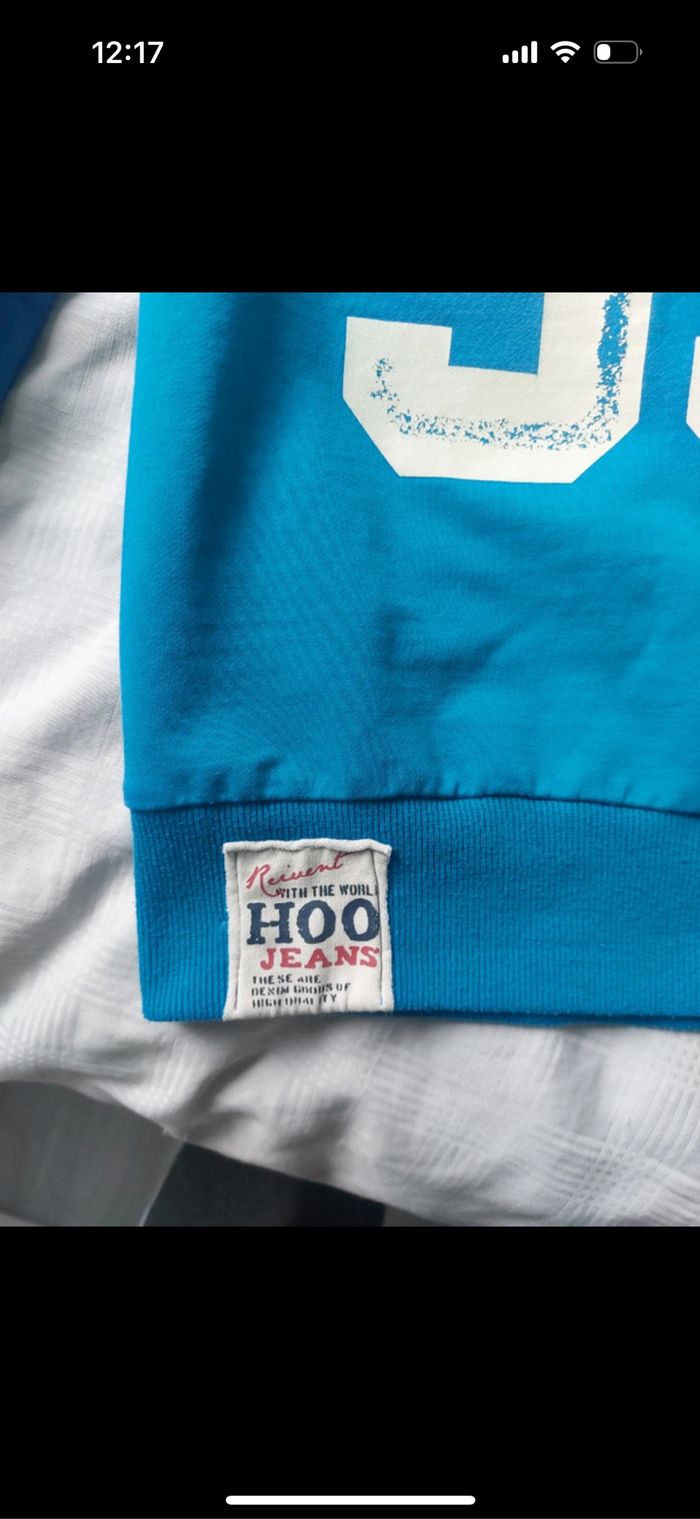 12:17
Reivent
WITH THE WORL
HOO
JEANS
THESE ARE
DENIM GOODS OF
HIGH QUALITY